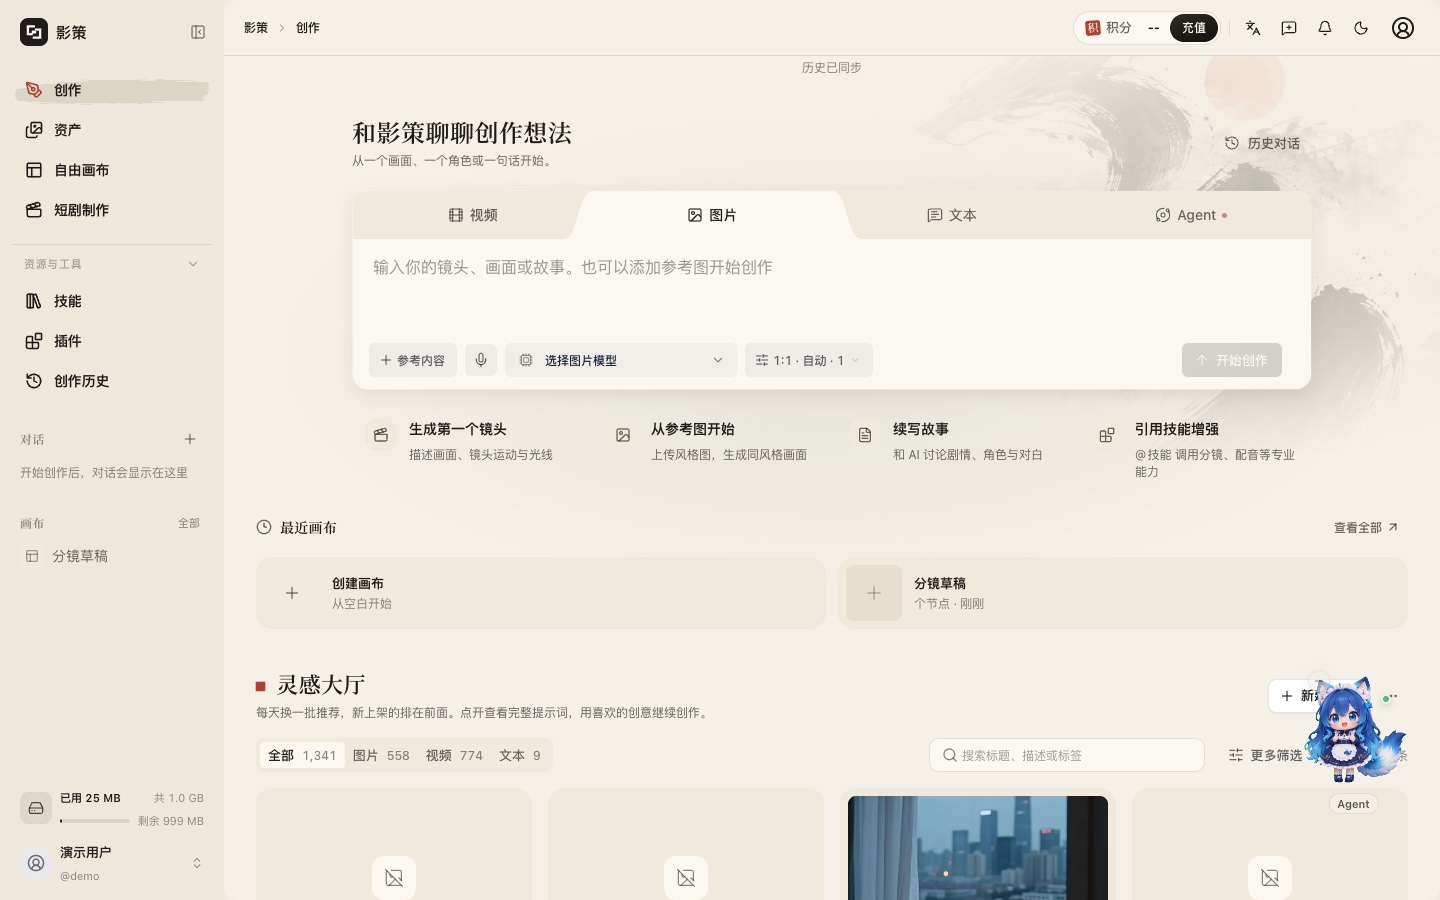 影策
创作
资产
自由画布
短剧制作
资源与工具
技能
插件
创作历史
对话
开始创作后，对话会显示在这里
画布 全部
分镜草稿
已用 25 MB 共 1.0 GB
剩余 999 MB
演示用户
@demo
影策 > 创作
积 积分 -- 充值
历史已同步
和影策聊聊创作想法
从一个画面、一个角色或一句话开始。
历史对话
视频 图片 文本 Agent
输入你的镜头、画面或故事。也可以添加参考图开始创作
参考内容 选择图片模型 1:1 · 自动 · 1 开始创作
生成第一个镜头
描述画面、镜头运动与光线
从参考图开始
上传风格图，生成同风格画面
续写故事
和 AI 讨论剧情、角色与对白
引用技能增强
@技能 调用分镜、配音等专业
能力
最近画布 查看全部
创建画布
从空白开始
分镜草稿
个节点 · 刚刚
灵感大厅
每天换一批推荐，新上架的排在前面。点开查看完整提示词，用喜欢的创意继续创作。
全部 1,341 图片 558 视频 774 文本 9
搜索标题、描述或标签
更多筛选 条
Agent